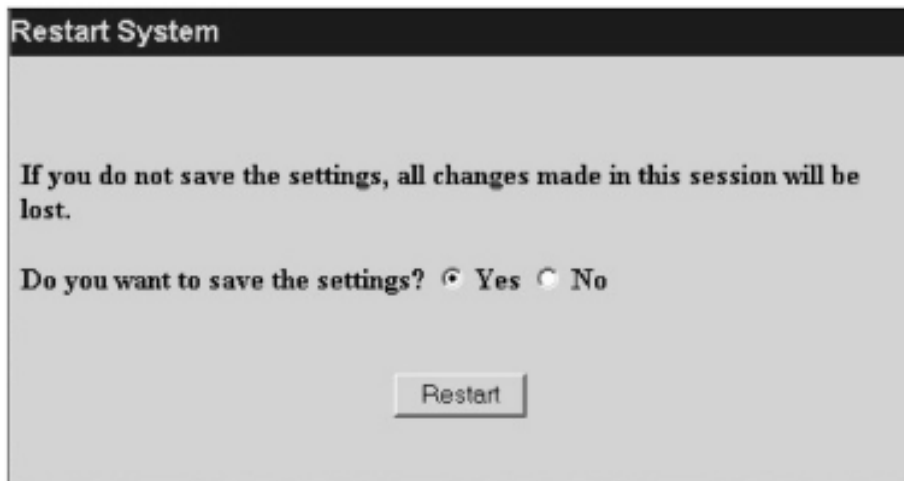 Restart System
If you do not save the settings, all changes made in this session will be
lost.
Do you want to save the settings? Yes No
Restart